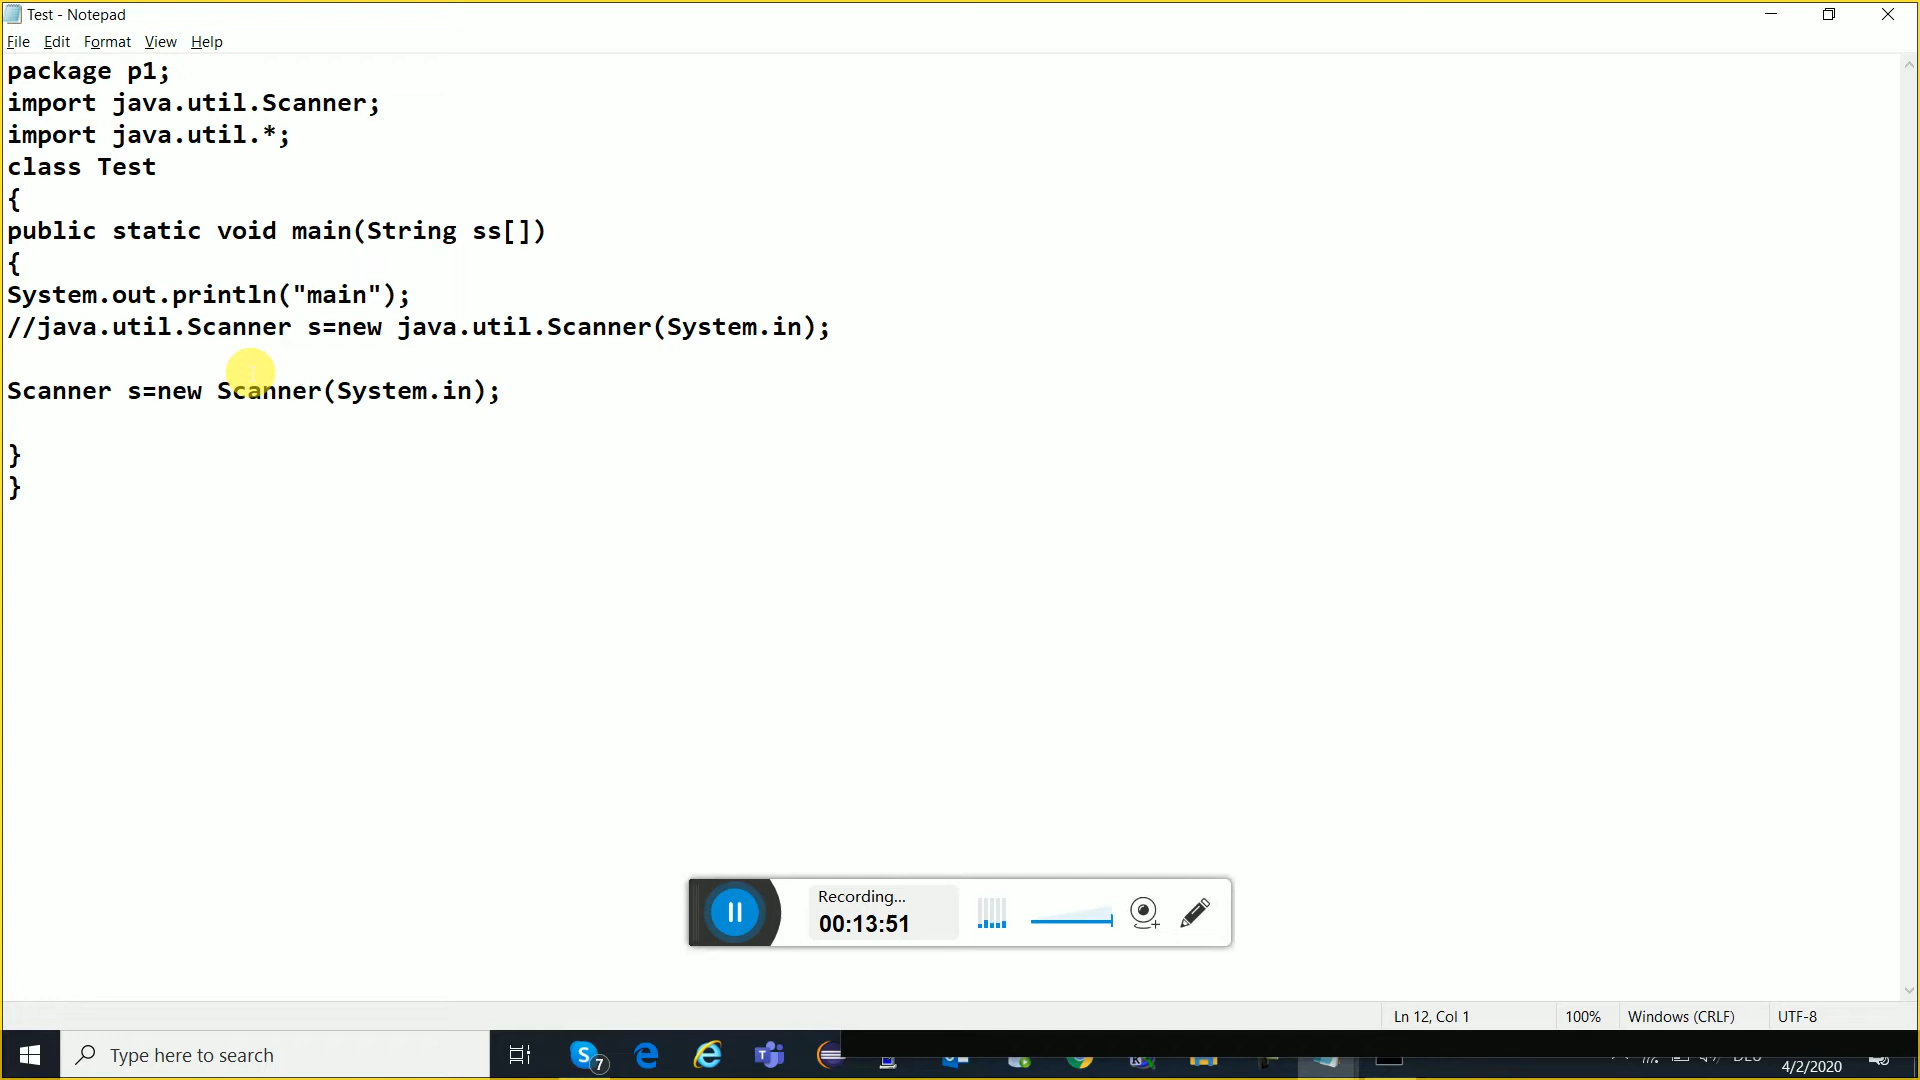 Test - Notepad
File Edit Format View Help
package p1;
import java.util.Scanner;
import java.util.*;
class Test
{
public static void main(String ss[])
{
System.out.println("main");
//java.util.Scanner s=new java.util.Scanner(System.in);
Scanner s=new Scanner(System.in);
}
}
Recording...
00:13:51
Ln 12, Col 1 100% Windows (CRLF) UTF-8
Type here to search
7
4/2/2020